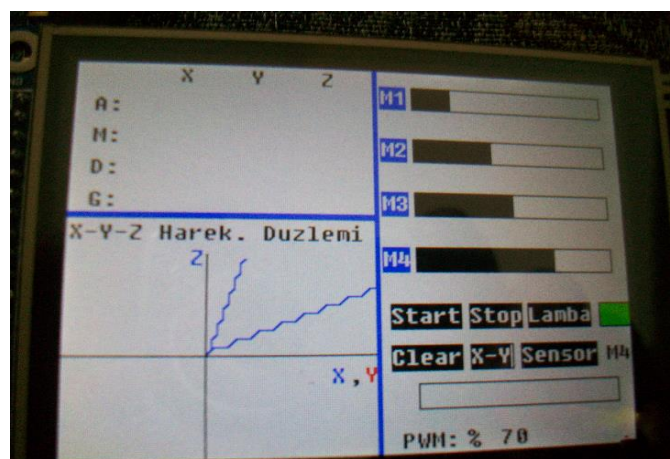 X Y Z
A:
M:
D:
G:
X-Y-Z Harek. Duzlemi
Z
X,Y
M1
M2
M3
M4
Start Stop Lamba
Clear X-Y Sensor M4
PWM: % 70